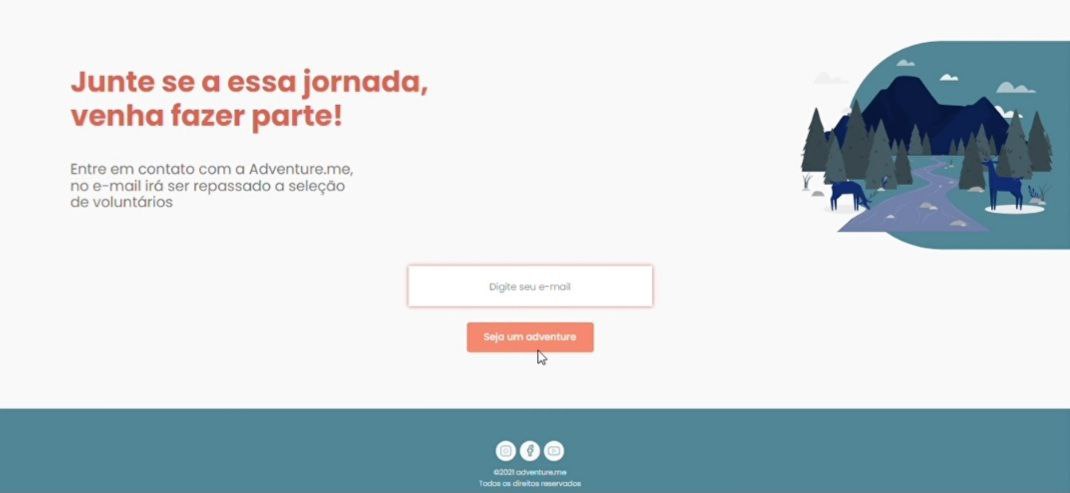 Junte se a essa jornada,
venha fazer parte!
Entre em contato com a Adventure.me,
no e-mail irá ser repassado a seleção
de voluntários
Digite seu e-mail
Seja um adventure
©2021 adventure.me
Todos os direitos reservados